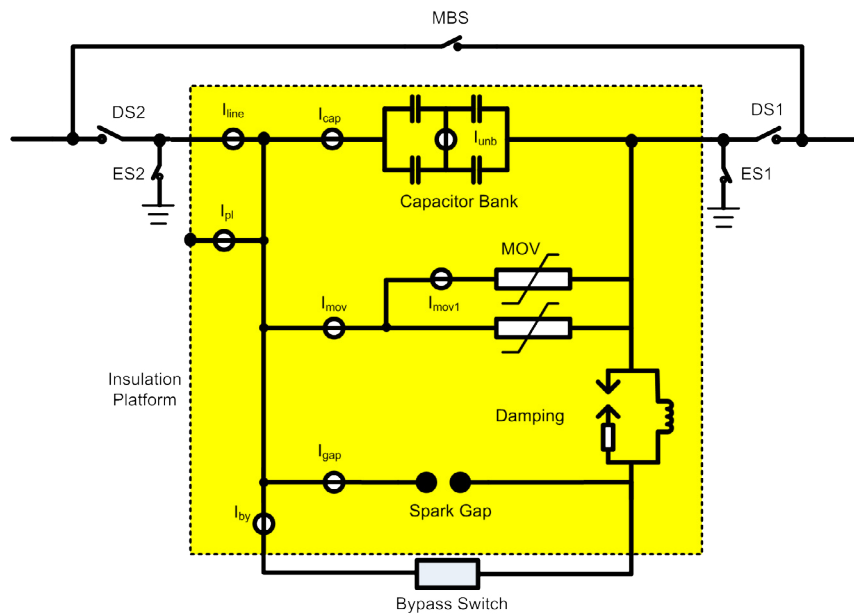 MBS
DS2
DS1
Iline
Icap
Iunb
ES2
ES1
Capacitor Bank
Ipl
MOV
Imov
Imov1
Insulation
Platform
Damping
Igap
Spark Gap
Iby
Bypass Switch